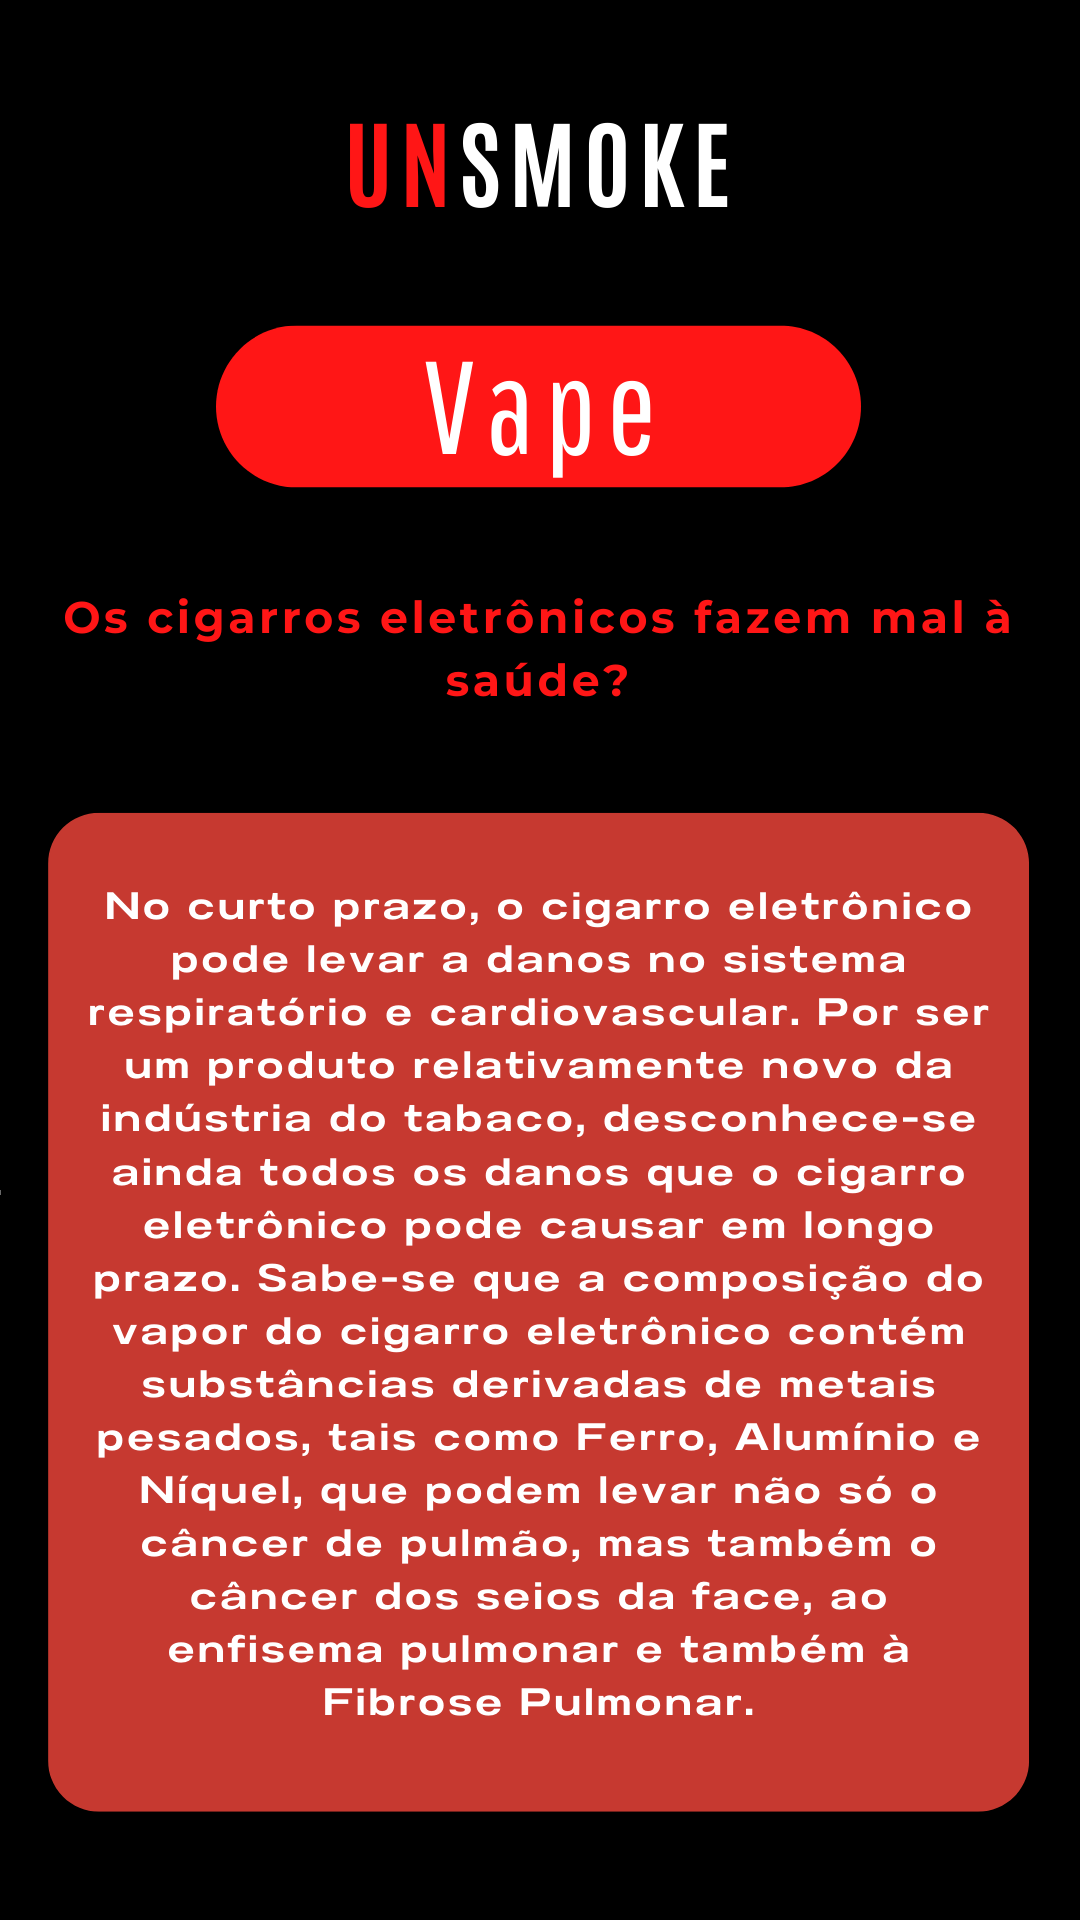 UNSMOKE
Vape
Os cigarros eletrônicos fazem mal à
saúde?
No curto prazo, o cigarro eletrônico
pode levar a danos no sistema
respiratório e cardiovascular. Por ser
um produto relativamente novo da
indústria do tabaco, desconhece-se
ainda todos os danos que o cigarro
eletrônico pode causar em longo
prazo. Sabe-se que a composição do
vapor do cigarro eletrônico contém
substâncias derivadas de metais
pesados, tais como Ferro, Alumínio e
Níquel, que podem levar não só o
câncer de pulmão, mas também o
câncer dos seios da face, ao
enfisema pulmonar e também à
Fibrose Pulmonar.